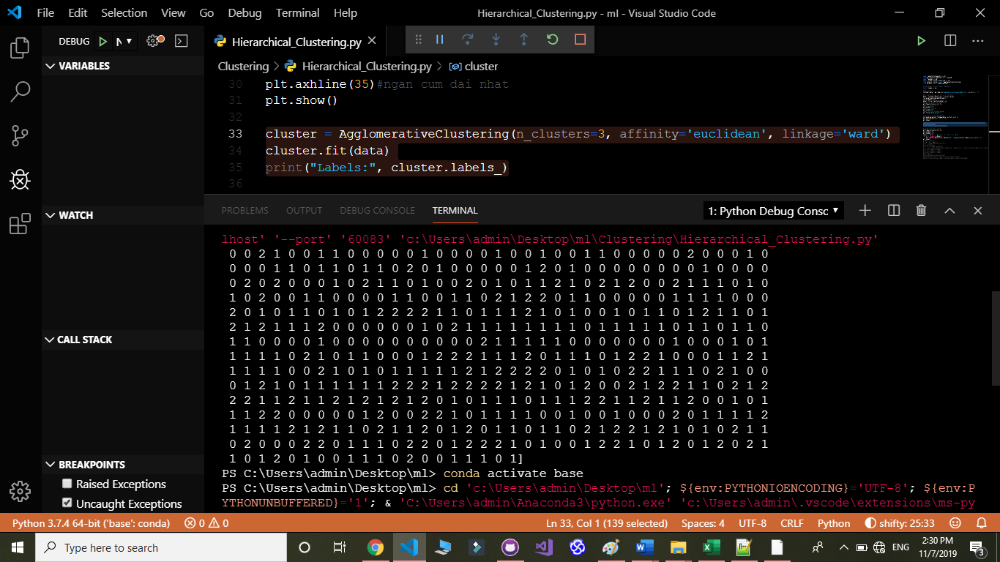 File Edit Selection View Go Debug Terminal Help Hierarchical_Clustering.py - ml - Visual Studio Code
DEBUG N
Hierarchical_Clustering.py
VARIABLES
Clustering > Hierarchical_Clustering.py > cluster
30 plt.axhline(35)#ngan cum dai nhat
31 plt.show()
32
33 cluster = AgglomerativeClustering(n_clusters=3, affinity='euclidean', linkage='ward')
34 cluster.fit(data)
35 print("Labels:", cluster.labels_)
36
WATCH
CALL STACK
BREAKPOINTS
Raised Exceptions
Uncaught Exceptions
PROBLEMS OUTPUT DEBUG CONSOLE TERMINAL 1: Python Debug Consc
lhost' '--port' '60083' 'c:\Users\admin\Desktop\ml\Clustering\Hierarchical_Clustering.py'
0 0 2 1 0 0 1 1 0 0 0 0 0 1 0 0 0 0 1 0 0 1 0 0 1 1 0 0 0 0 0 2 0 0 0 1 0
0 0 0 1 1 0 1 1 0 1 1 0 2 0 1 0 0 0 0 0 1 2 0 1 0 0 0 0 0 0 0 0 1 0 0 0 0
0 2 0 2 0 0 0 1 0 2 1 1 0 1 0 0 2 0 1 0 1 1 2 1 0 2 1 2 0 0 2 1 1 1 0 1 0
1 0 2 0 0 1 1 0 0 0 0 1 1 0 0 1 1 0 2 1 2 2 0 1 1 0 0 0 0 0 1 1 1 1 0 0 0
2 0 1 0 1 1 0 1 0 1 2 2 2 2 1 1 0 1 1 1 2 1 0 1 0 0 1 0 1 1 0 1 2 1 1 0 1
2 1 2 1 1 1 2 0 0 0 0 0 0 1 0 2 1 1 1 1 1 1 1 1 0 1 1 1 1 1 0 1 1 0 1 1 0
1 1 0 0 0 0 1 0 0 0 0 0 0 0 0 0 0 2 1 1 1 1 1 0 0 0 0 0 0 0 1 0 0 0 1 0 1
1 1 1 1 0 2 1 0 1 1 0 0 0 1 2 2 2 1 1 1 2 0 1 1 1 0 1 2 2 1 0 0 0 1 1 2 1
1 1 1 1 0 0 2 1 0 1 0 1 1 1 1 1 2 1 2 2 2 2 0 1 0 1 0 2 2 1 1 1 0 2 1 0 0
0 1 2 1 0 1 1 1 1 1 1 2 2 2 1 2 2 2 2 1 2 1 0 1 2 0 0 2 1 2 2 1 1 0 2 1 2
2 2 1 1 2 1 1 2 1 2 1 2 1 2 0 1 0 1 1 1 0 1 1 1 2 2 1 1 2 1 1 2 0 0 1 0 1
1 1 2 2 0 0 0 0 0 1 2 0 0 2 2 1 0 1 1 1 1 0 0 1 0 0 1 0 0 0 2 0 1 1 1 1 2
1 1 1 1 2 1 2 1 1 0 2 1 1 2 0 1 2 0 1 1 0 1 1 0 2 1 2 2 1 2 1 0 1 0 2 1 1
0 2 0 0 0 2 2 0 1 1 1 0 2 2 0 1 2 2 2 1 0 1 0 0 1 2 2 1 0 1 2 0 1 2 0 2 1
1 0 1 2 0 1 0 0 1 1 1 0 2 0 0 1 1 1 0 1]
PS C:\Users\admin\Desktop\ml> conda activate base
PS C:\Users\admin\Desktop\ml> cd 'c:\Users\admin\Desktop\ml'; ${env:PYTHONIOENCODING}='UTF-8'; ${env:P
YTHONUNBUFFERED}='1'; & 'C:\Users\admin\Anaconda3\python.exe' 'c:\Users\admin\.vscode\extensions\ms-py
Python 3.7.4 64-bit ('base': conda) 0 0 Ln 33, Col 1 (139 selected) Spaces: 4 UTF-8 CRLF Python shifty: 25:33
Type here to search ENG 2:30 PM
11/7/2019 3